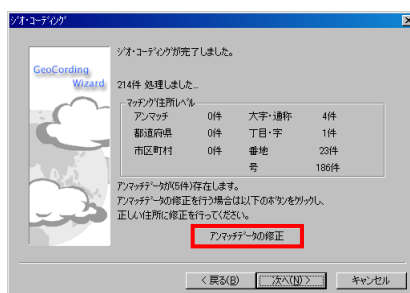 ジオ・コーディング
GeoCording
Wizard
ジオ・コーディングが完了しました。
214件 処理しました...
マッチング住所レベル
アンマッチ 0件 大字・通称 4件
都道府県 0件 丁目・字 1件
市区町村 0件 番地 23件
号 186件
アンマッチデータが(5件)存在します。
アンマッチデータの修正を行う場合は以下のボタンをクリックし、
正しい住所に修正を行ってください。
アンマッチデータの修正
< 戻る(B) 次へ(N) > キャンセル